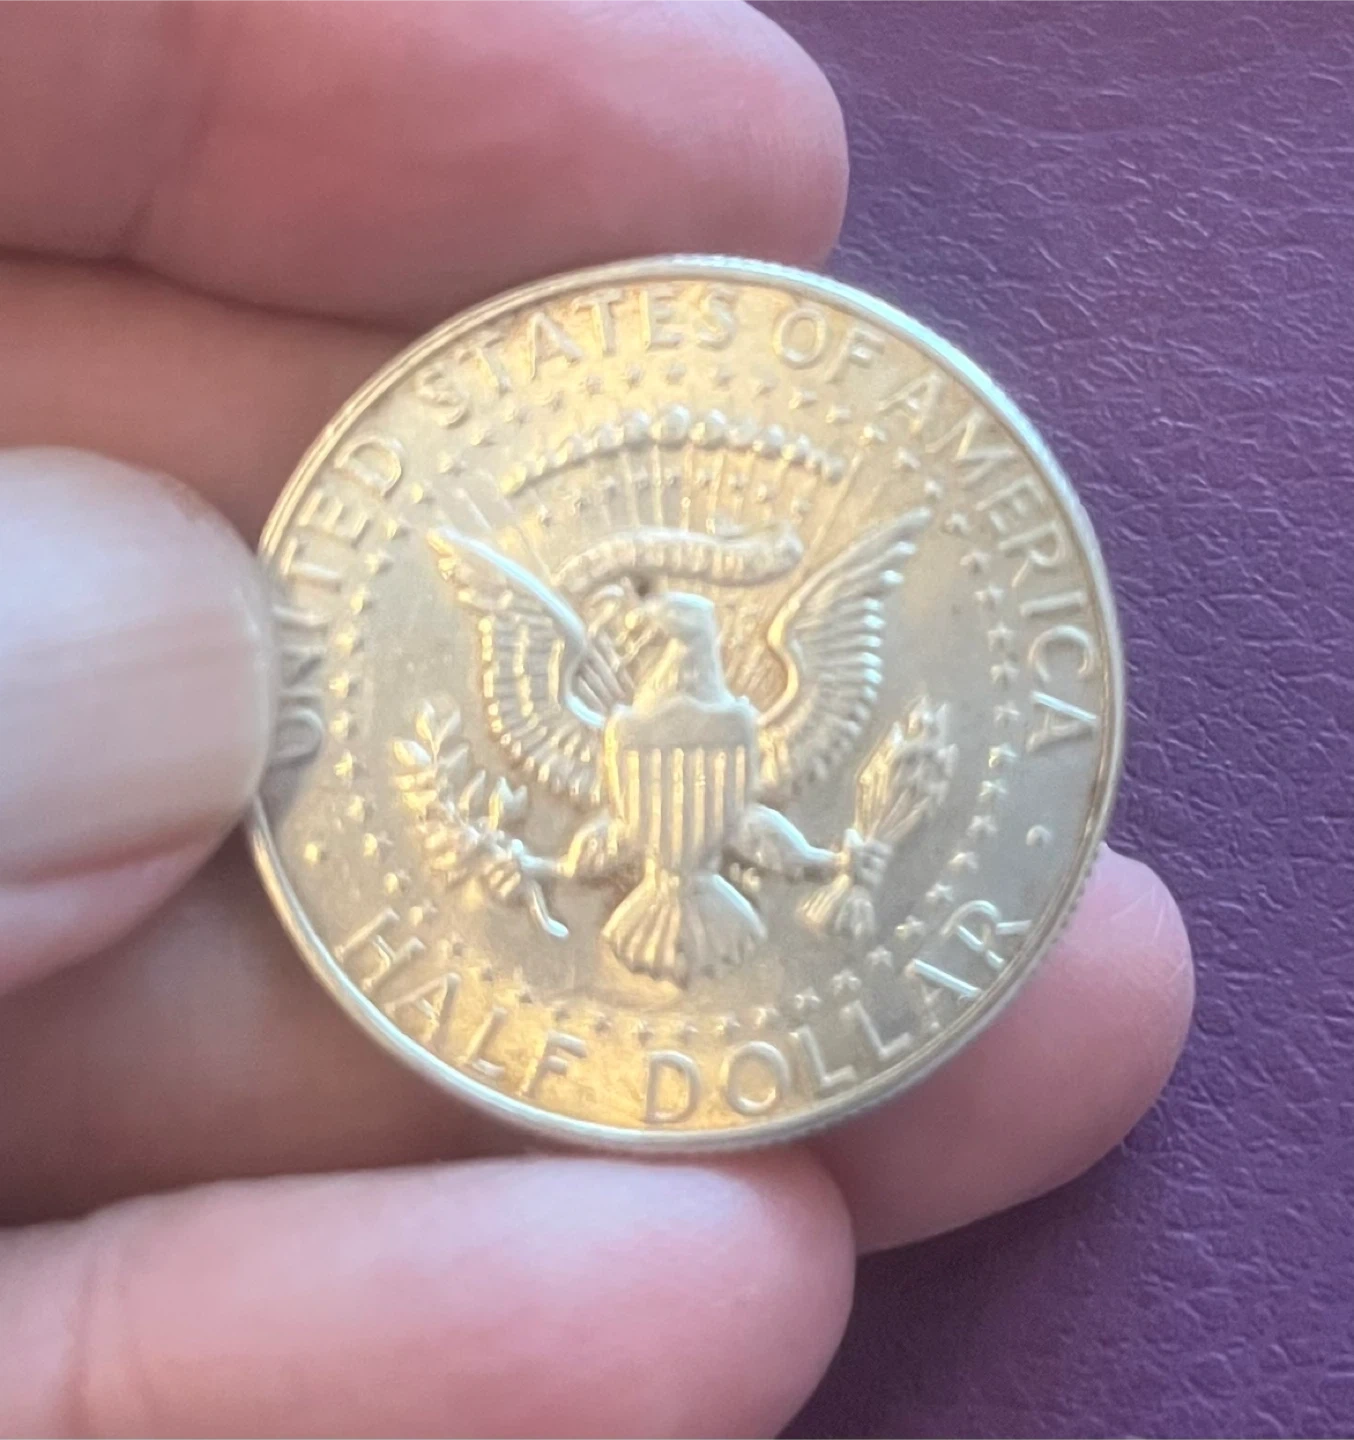 UNITED STATES OF AMERICA
HALF DOLLAR